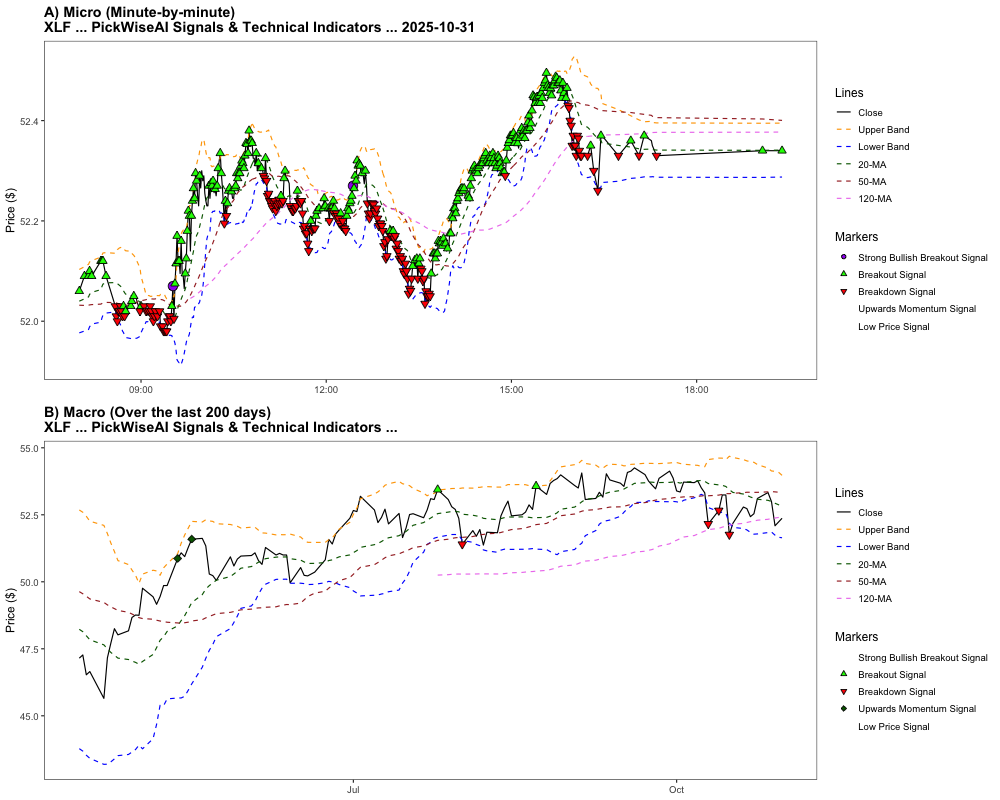 A) Micro (Minute-by-minute)
XLF ... PickWiseAI Signals & Technical Indicators ... 2025-10-31
Price ($)
52.4
52.2
52.0
09:00
12:00
15:00
18:00
Lines
Close
Upper Band
Lower Band
20-MA
50-MA
120-MA
Markers
Strong Bullish Breakout Signal
Breakout Signal
Breakdown Signal
Upwards Momentum Signal
Low Price Signal
B) Macro (Over the last 200 days)
XLF ... PickWiseAI Signals & Technical Indicators ...
Price ($)
55.0
52.5
50.0
47.5
45.0
Jul
Oct
Lines
Close
Upper Band
Lower Band
20-MA
50-MA
120-MA
Markers
Strong Bullish Breakout Signal
Breakout Signal
Breakdown Signal
Upwards Momentum Signal
Low Price Signal